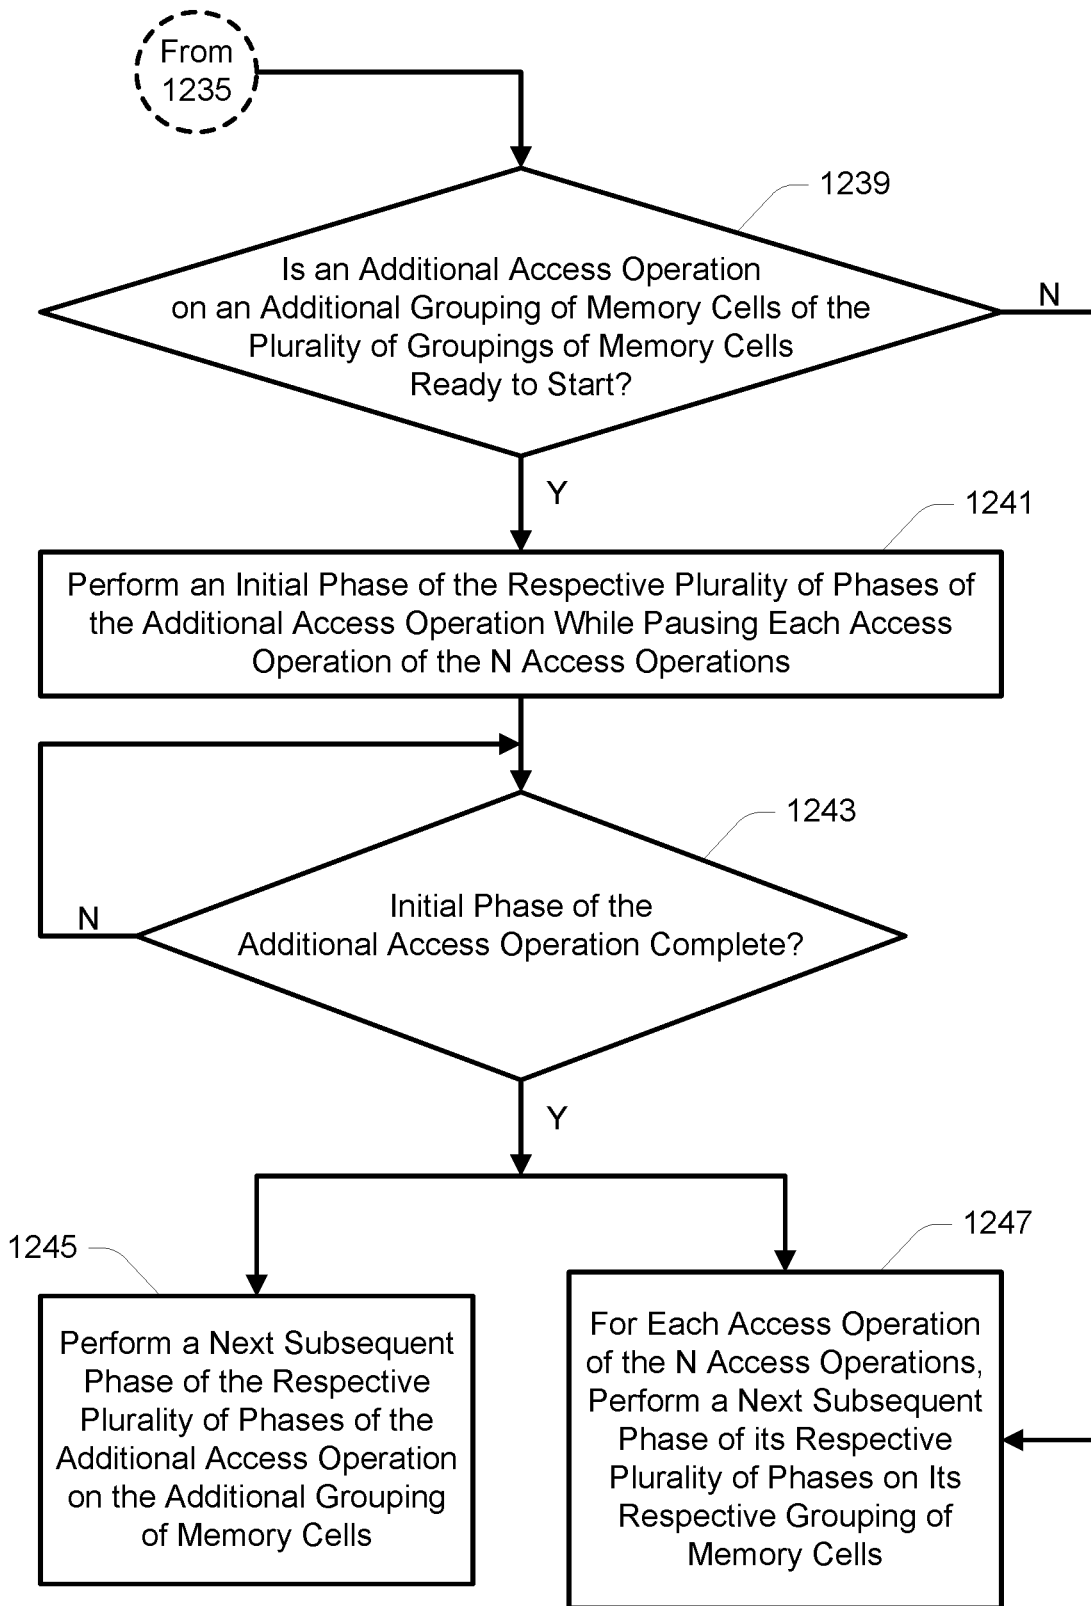 From
1235
1239
Is an Additional Access Operation
on an Additional Grouping of Memory Cells of the
Plurality of Groupings of Memory Cells
Ready to Start?
N
Y
1241
Perform an Initial Phase of the Respective Plurality of Phases of
the Additional Access Operation While Pausing Each Access
Operation of the N Access Operations
1243
Initial Phase of the
Additional Access Operation Complete?
N
Y
1245
Perform a Next Subsequent
Phase of the Respective
Plurality of Phases of the
Additional Access Operation
on the Additional Grouping
of Memory Cells
1247
For Each Access Operation
of the N Access Operations,
Perform a Next Subsequent
Phase of its Respective
Plurality of Phases on Its
Respective Grouping of
Memory Cells